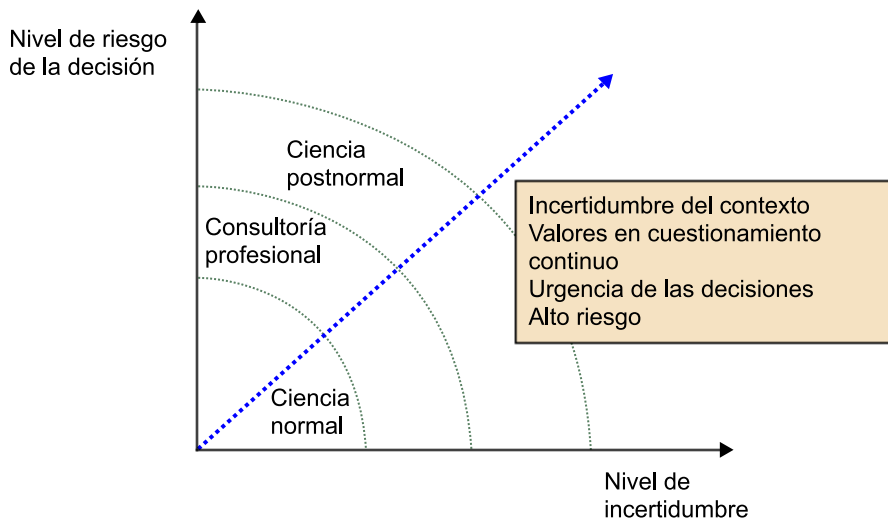 Nivel de riesgo
de la decisión
Ciencia
postnormal
Consultoría
profesional
Ciencia
normal
Incertidumbre del contexto
Valores en cuestionamiento
continuo
Urgencia de las decisiones
Alto riesgo
Nivel de
incertidumbre